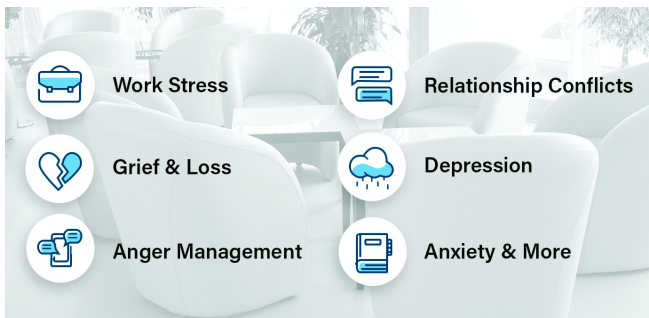 Work Stress
Relationship Conflicts
Grief & Loss
Depression
Anger Management
Anxiety & More